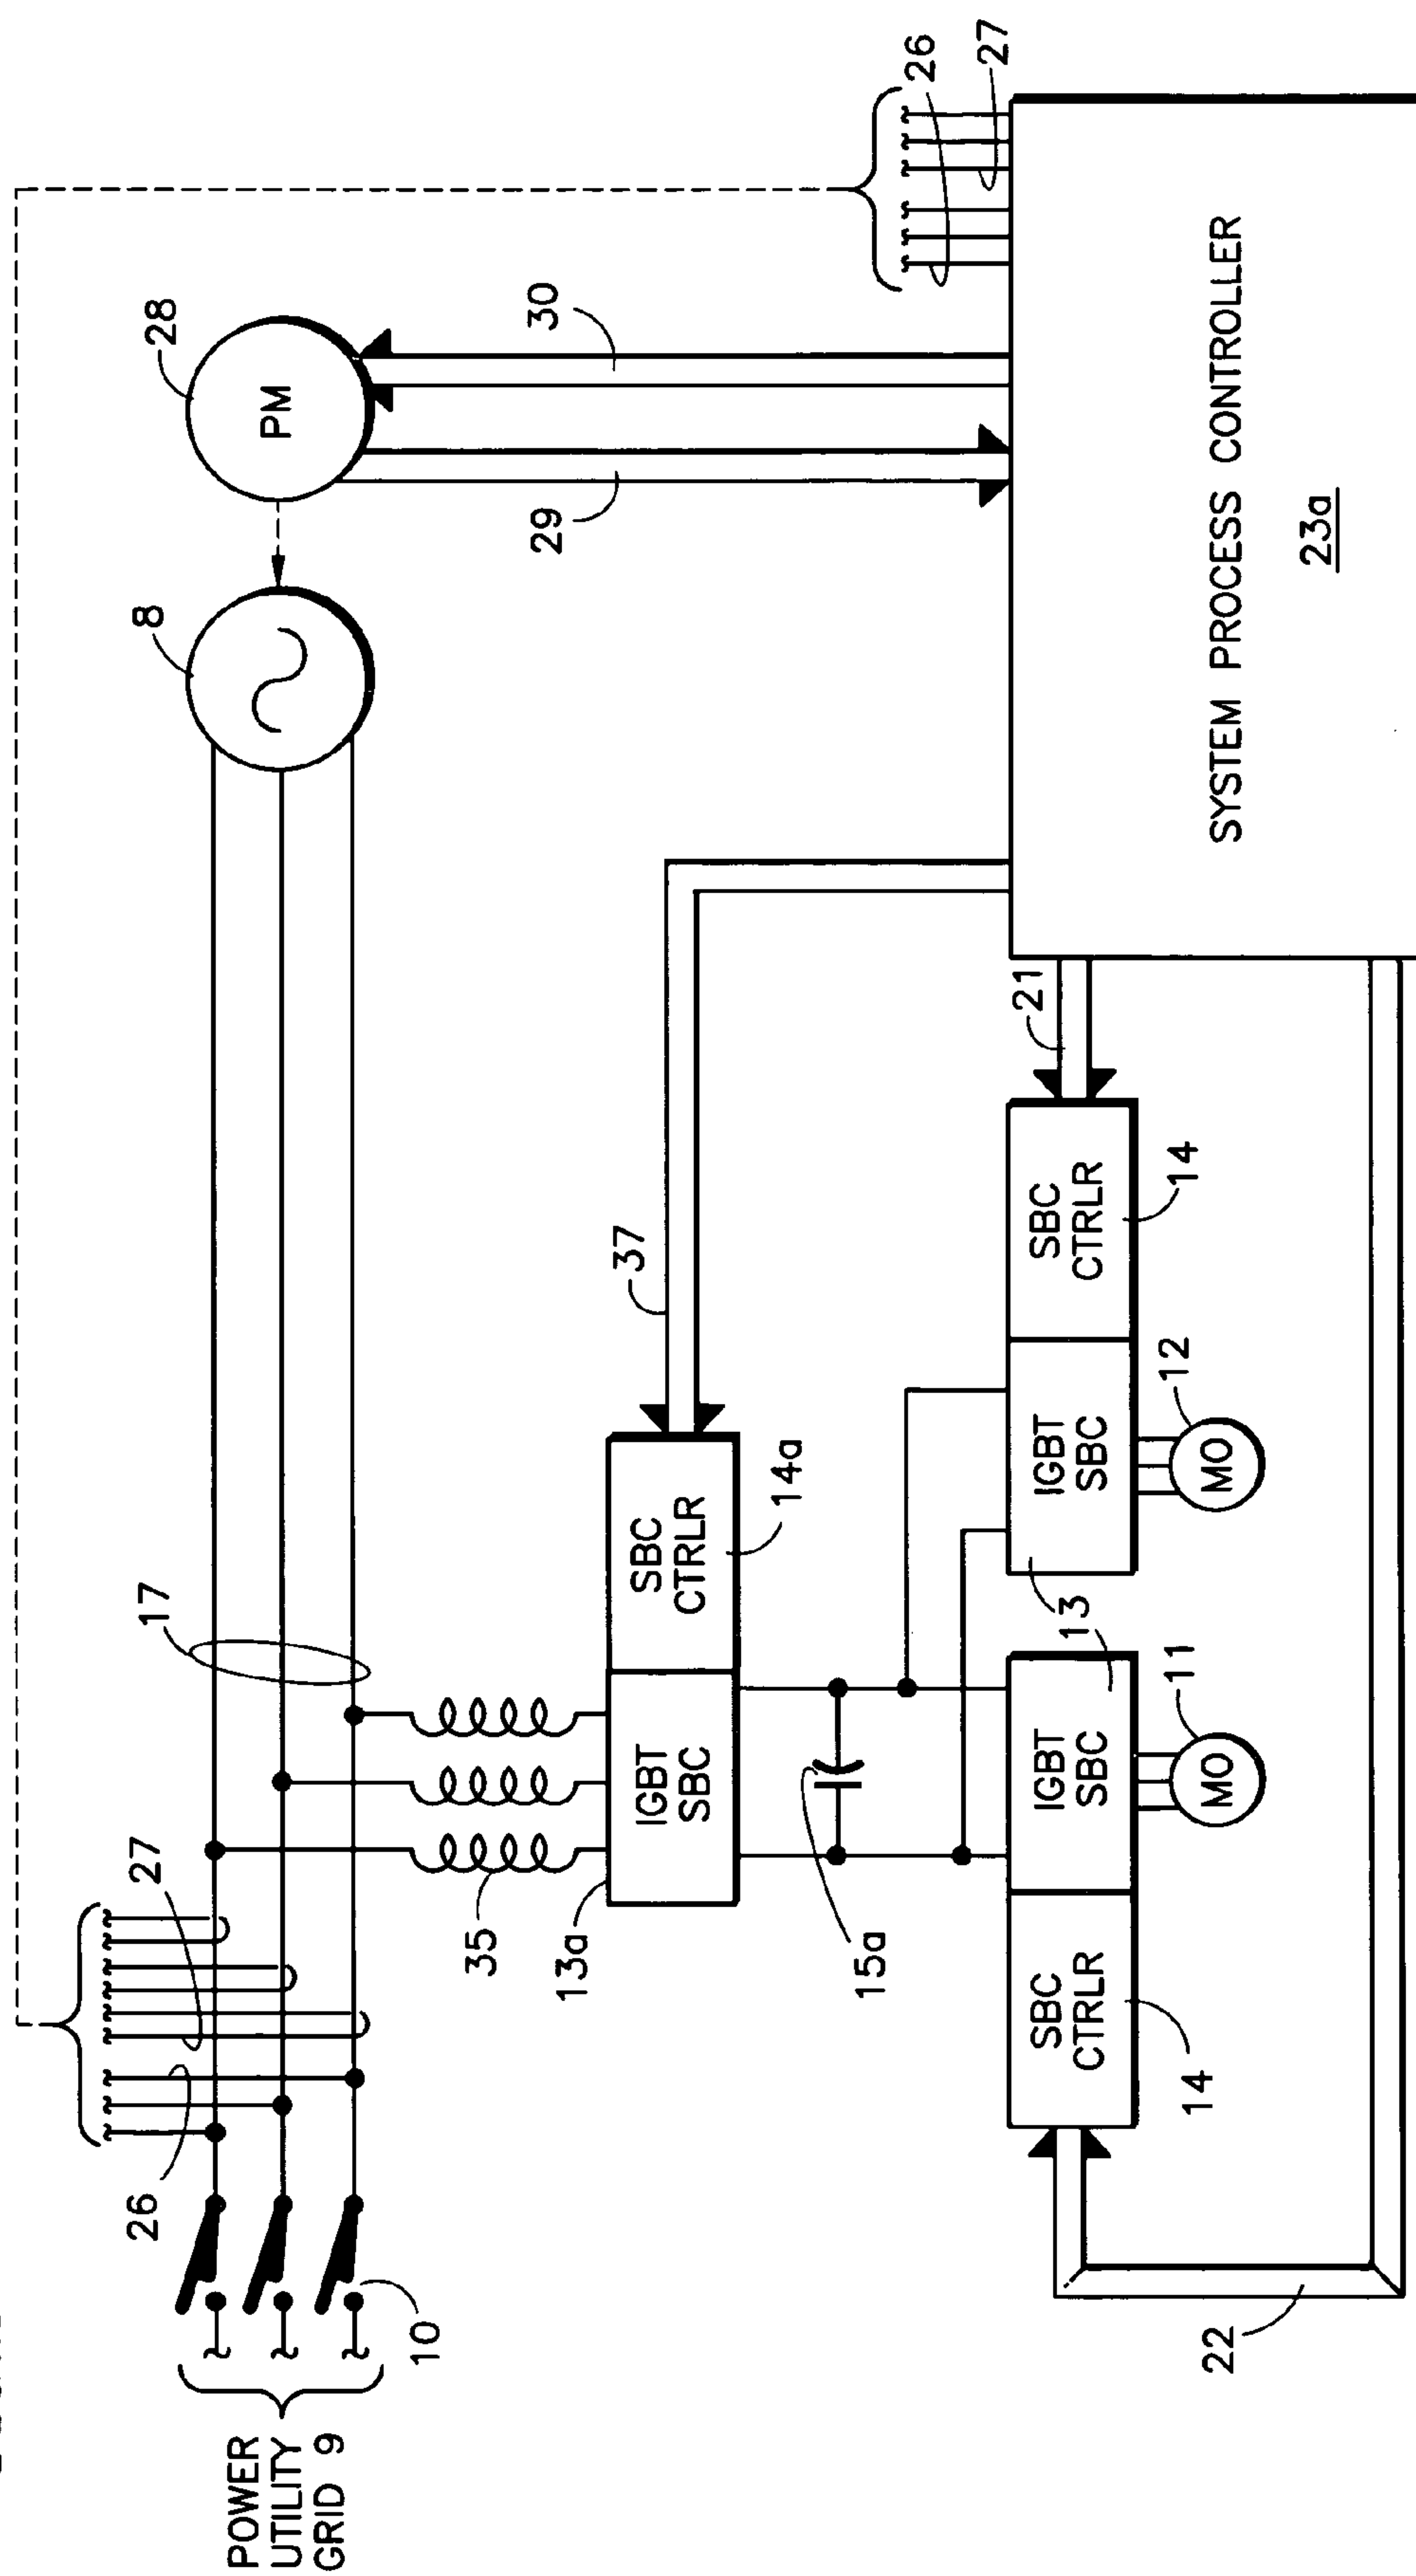 POWER
UTILITY
GRID 9
10
26
27
17
8
28
PM
35
13a
IGBT
SBC
SBC
CTRLR
14a
37
29
30
26
27
15a
14
SBC
CTRLR
IGBT
SBC
13
11
MO
IGBT
SBC
SBC
CTRLR
12
MO
14
21
22
SYSTEM PROCESS CONTROLLER
23a